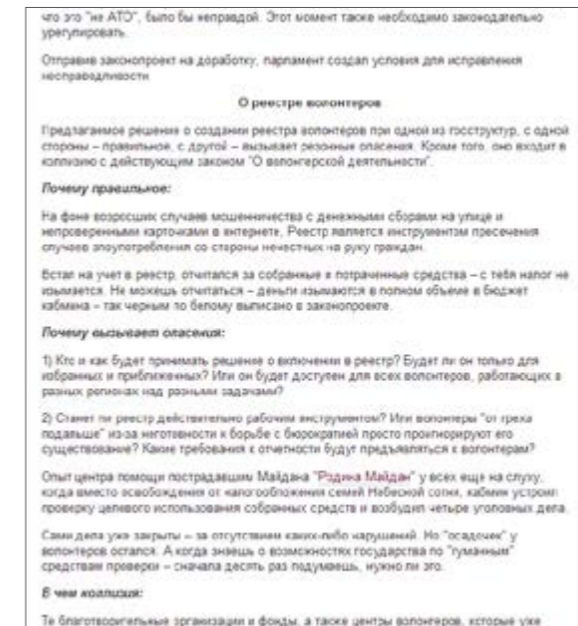 что это "не АТО", было бы неправдой. Этот момент также необходимо законодательно
урегулировать.
Отправив законопроект на доработку, парламент создал условия для исправления
несправедливости
О реестре волонтеров
Предлагаемое решение о создании реестра волонтеров при одной из госструктур, с одной
стороны – правильное, с другой – вызывает резонные опасения. Кроме того, оно входит в
коллизию с действующим законом "О волонтерской деятельности".
Почему правильное:
На фоне возросших случаев мошенничества с денежными сборами на улице и
непроверенными карточками в интернете, Реестр является инструментом пресечения
случаев злоупотребления со стороны нечестных на руку граждан.
Встал на учет в реестр, отчитался за собранные и потраченные средства – с тебя налог не
изымается. Не можешь отчитаться – деньги изымаются в полном объеме в бюджет
кабмина – так черным по белому выписано в законопроекте.
Почему вызывает опасения:
1) Кто и как будет принимать решение о включении в реестр? Будет ли он только для
избранных и приближенных? Или он будет доступен для всех волонтеров, работающих в
разных регионах над разными задачами?
2) Станет ли реестр действительно рабочим инструментом? Или волонтеры "от греха
подальше" из-за неготовности к борьбе с бюрократией просто проигнорируют его
существование? Какие требования к отчетности будут предъявляться к волонтерам?
Опыт центра помощи пострадавшим Майдана "Родина Майдан" у всех еще на слуху,
когда вместо освобождения от налогообложения семей Небесной сотни, кабмин устроил
проверку целевого использования собранных средств и возбудил четыре уголовных дела.
Сами дела уже закрыты – за отсутствием каких-либо нарушений. Но "осадочек" у
волонтеров остался. А когда знаешь о возможностях государства по "гуманным"
средствам проверки – сначала десять раз подумаешь, нужно ли это.
В чем коллизия:
Те благотворительные организации и фонды, а также центры волонтеров, которые уже